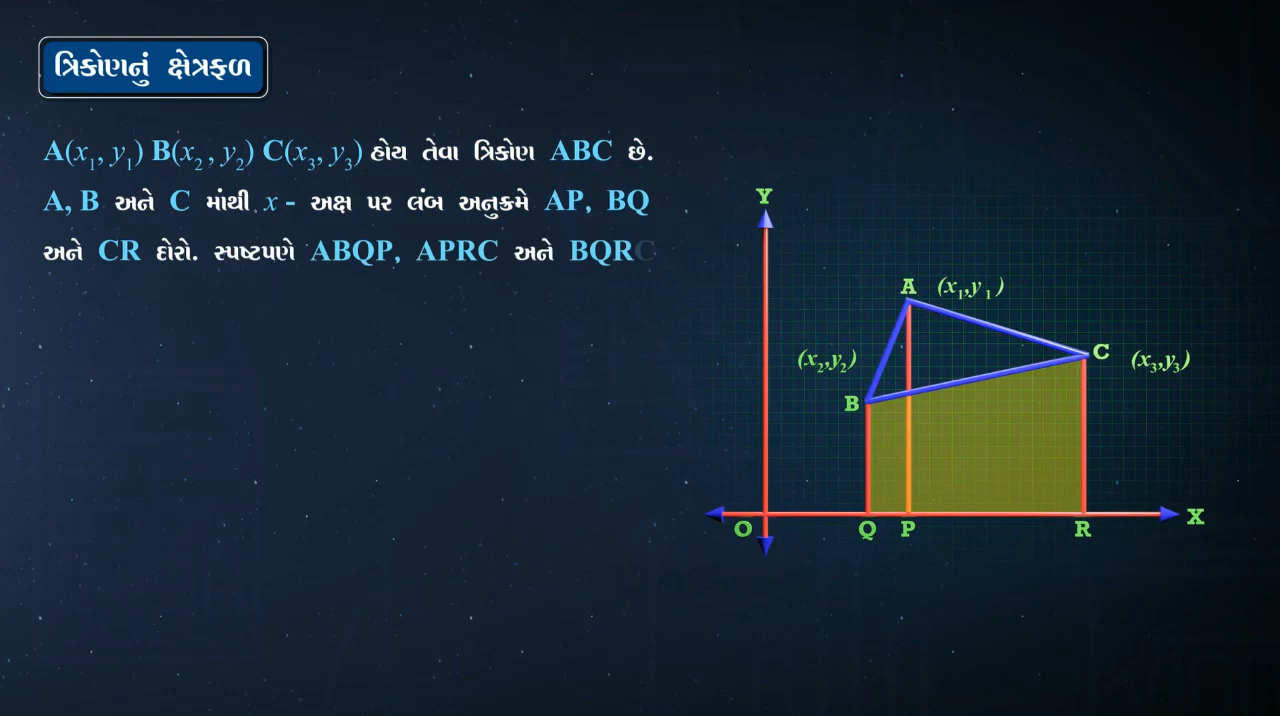 ત્રિકોણનું ક્ષેત્રફળ
A(x₁, y₁) B(x₂, y₂) C(x₃, y₃) હોય તેવા ત્રિકોણ ABC છે.
A, B અને C માંથી x - અક્ષ પર લંબ અનુક્રમે AP, BQ
અને CR દોરો. સ્પષ્ટપણે ABQP, APRC અને BQRC
Y
A (x₁,y₁)
(x₂,y₂) C (x₃,y₃)
B
X
O Q P R